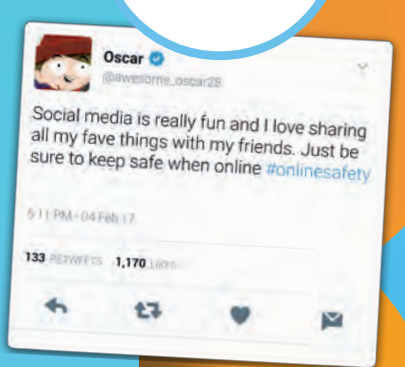 Oscar
@awesome_oscar28
Social media is really fun and I love sharing
all my fave things with my friends. Just be
sure to keep safe when online #onlinesafety
5:11 PM - 04 Feb 17
133 RETWEETS 1,170 LIKES